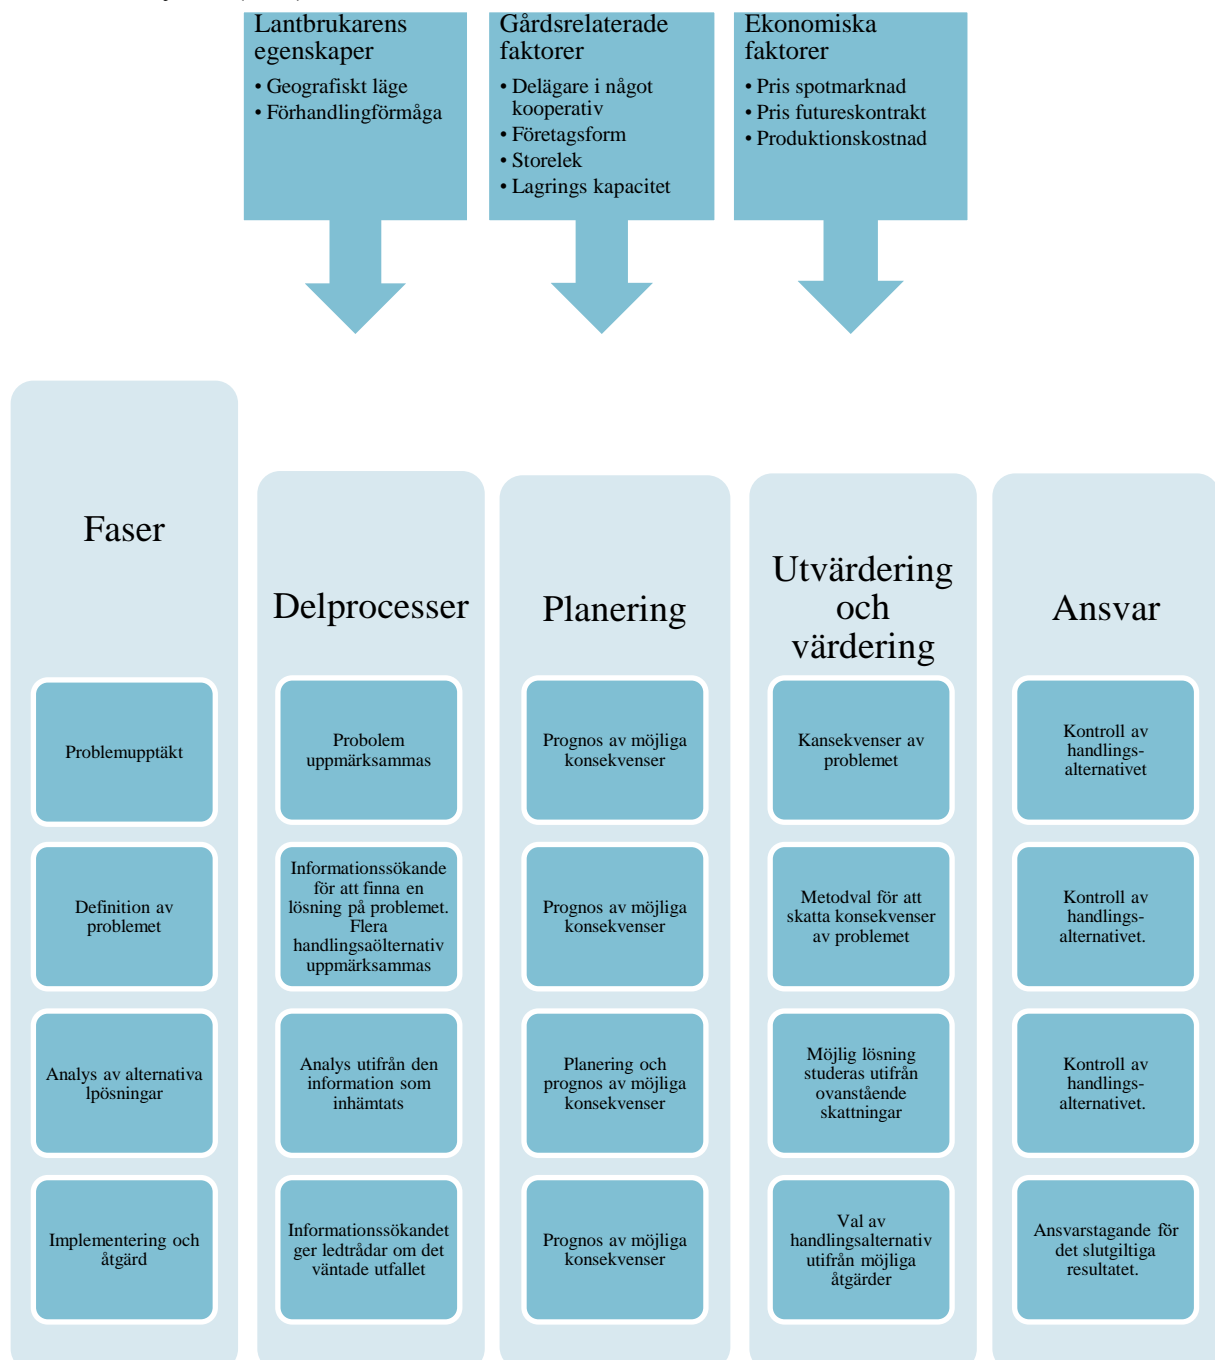 Lantbrukarens
egenskaper
• Geografiskt läge
• Förhandlingförmåga
Gårdsrelaterade
faktorer
• Delägare i något
kooperativ
• Företagsform
• Storelek
• Lagrings kapacitet
Ekonomiska
faktorer
• Pris spotmarknad
• Pris futureskontrakt
• Produktionskostnad
Faser
Problemupptäkt
Definition av
problemet
Analys av alternativa
lpösningar
Implementering och
åtgärd
Delprocesser
Probolem
uppmärksammas
Informationssökande
för att finna en
lösning på problemet.
Flera
handlingsaölternativ
uppmärksammas
Analys utifrån den
information som
inhämtats
Informationssökandet
ger ledtrådar om det
väntade utfallet
Planering
Prognos av möjliga
konsekvenser
Prognos av möjliga
konsekvenser
Planering och
prognos av möjliga
konsekvenser
Prognos av möjliga
konsekvenser
Utvärdering
och
värdering
Kansekvenser av
problemet
Metodval för att
skatta konsekvenser
av problemet
Möjlig lösning
studeras utifrån
ovanstående
skattningar
Val av
handlingsalternativ
utifrån möjliga
åtgärder
Ansvar
Kontroll av
handlings-
alternativet
Kontroll av
handlings-
alternativet.
Kontroll av
handlings-
alternativet.
Ansvarstagande för
det slutgiltiga
resultatet.